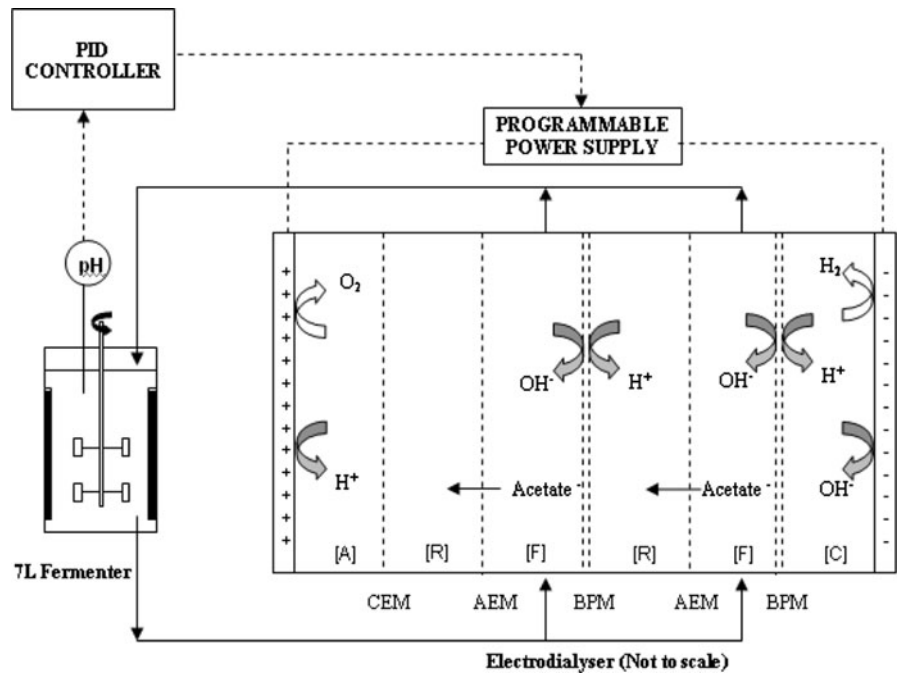 PID
CONTROLLER
PROGRAMMABLE
POWER SUPPLY
pH
+ -
+ O₂ H₂ -
+ -
+ -
+ -
+ OH⁻ H⁺ OH⁻ H⁺ -
+ -
+ -
+ -
+ H⁺ Acetate⁻ Acetate⁻ OH⁻ -
+ -
+ -
+ [A] [R] [F] [R] [F] [C] -
7L Fermenter
CEM AEM BPM AEM BPM
Electrodialyser (Not to scale)